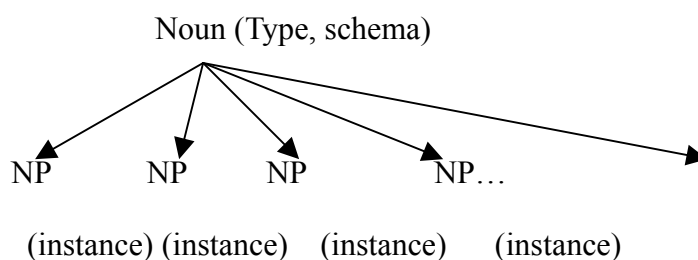 Noun (Type, schema)
NP NP NP NP…
(instance) (instance) (instance) (instance)